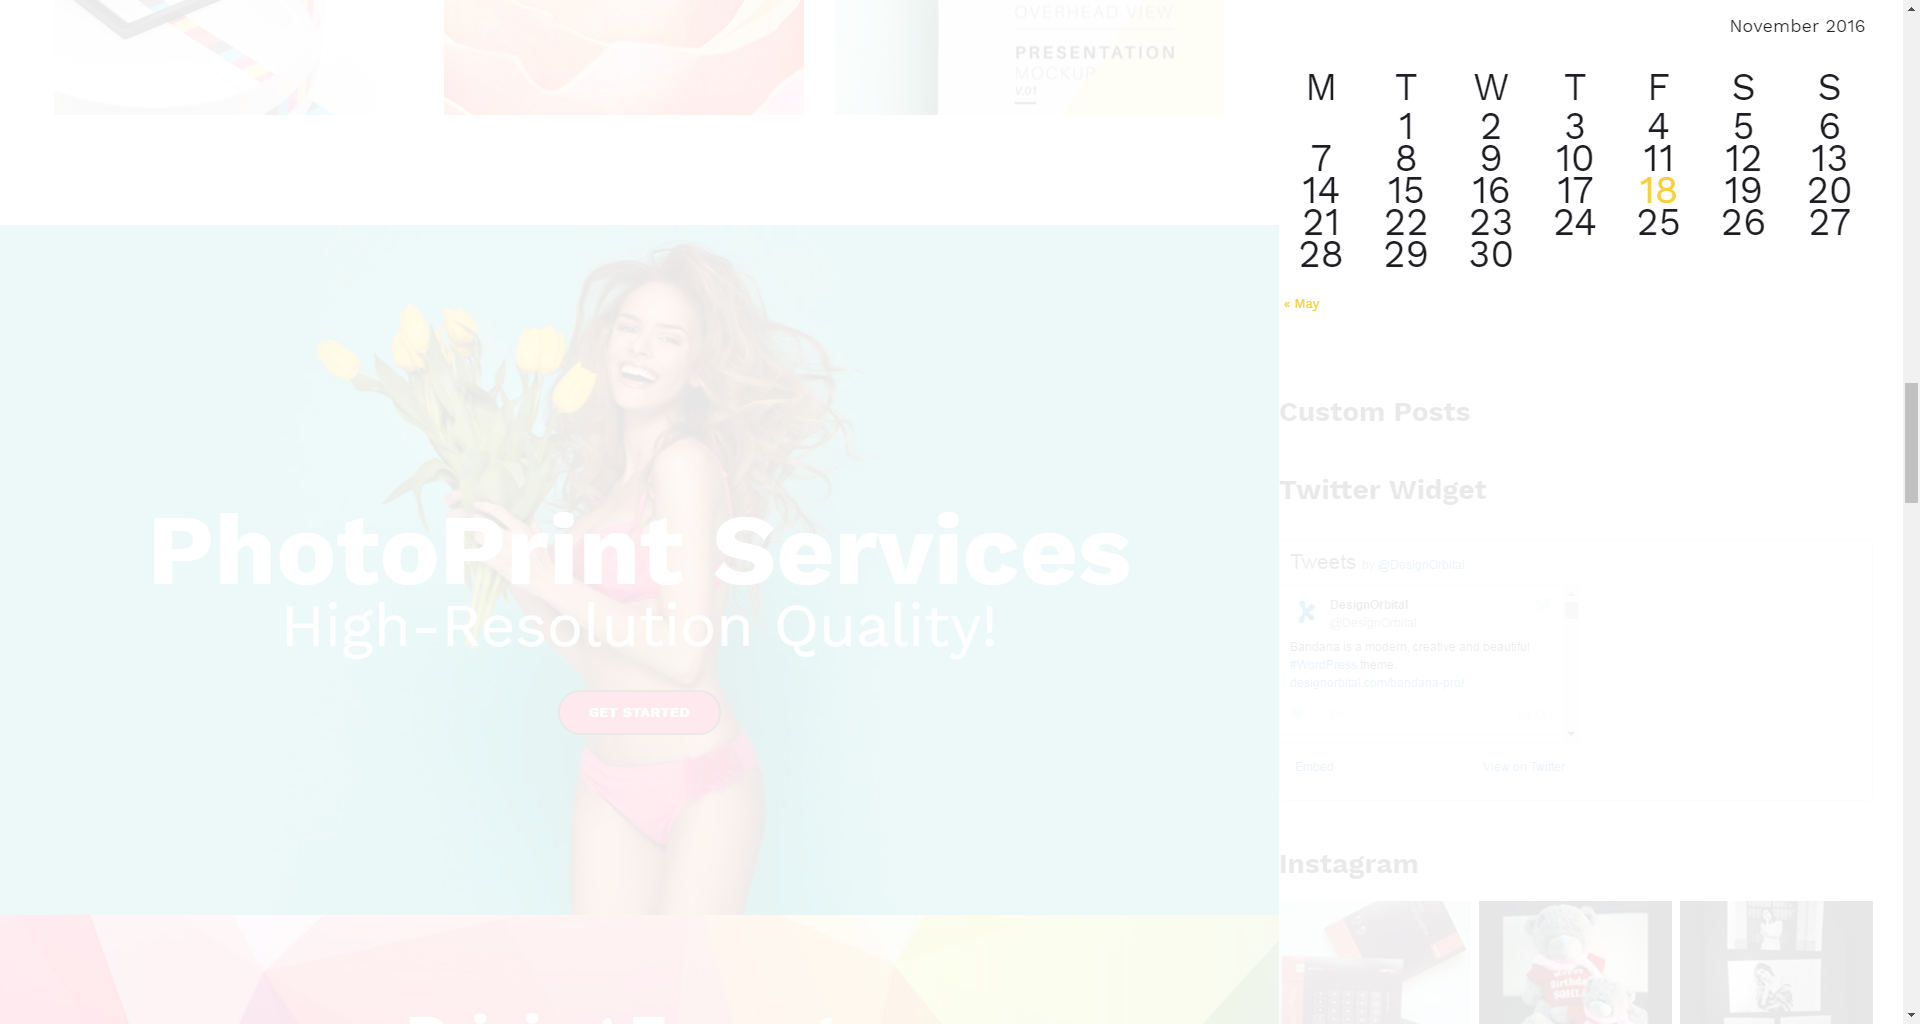 OVERHEAD VIEW
PRESENTATION
MOCKUP
V.01
November 2016
M T W T F S S
1 2 3 4 5 6
7 8 9 10 11 12 13
14 15 16 17 18 19 20
21 22 23 24 25 26 27
28 29 30
« May
PhotoPrint Services
High-Resolution Quality!
GET STARTED
Custom Posts
Twitter Widget
Tweets by @DesignOrbital
DesignOrbital
@DesignOrbital
Bandana is a modern, creative and beautiful
#WordPress theme.
designorbital.com/bandana-pro/
Embed
View on Twitter
Instagram